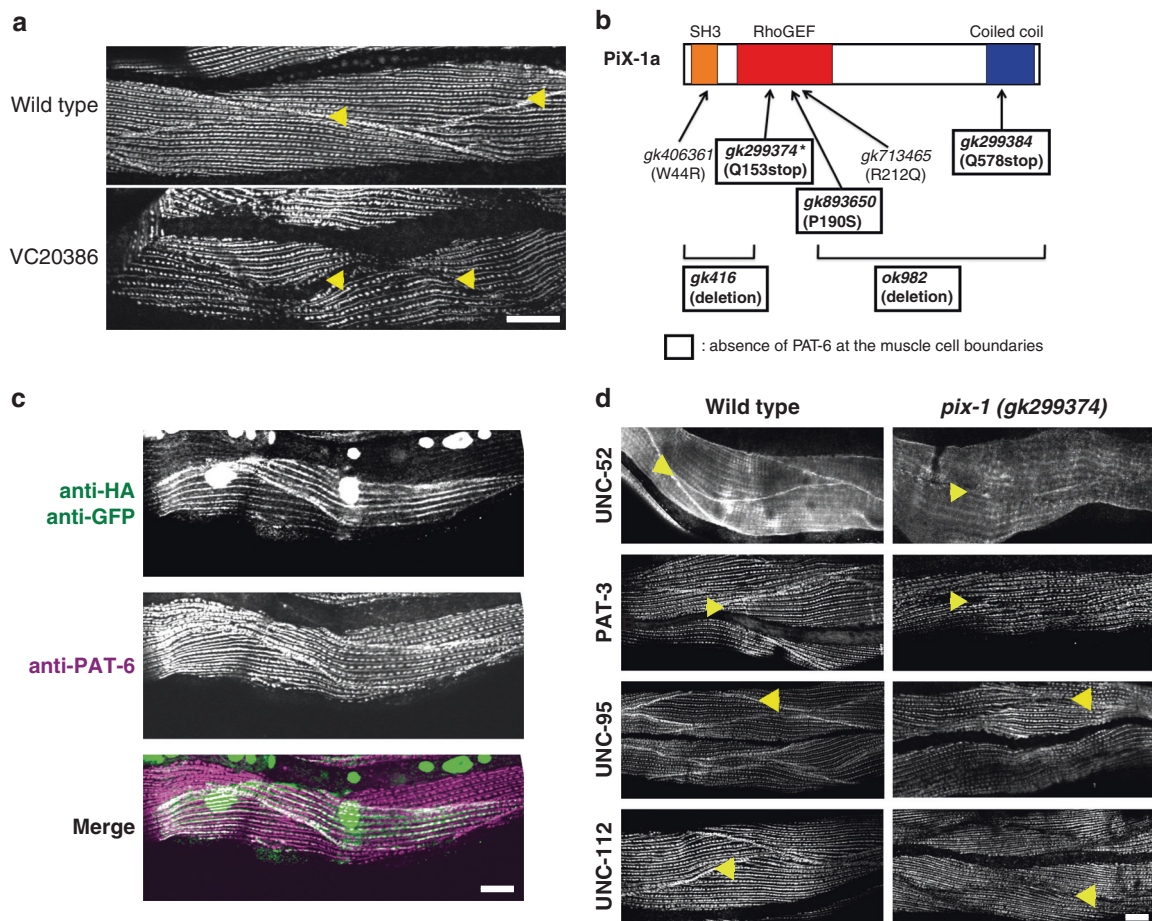 a
Wild type
VC20386
b
SH3 RhoGEF Coiled coil
PiX-1a
gk406361
(W44R)
gk299374*
(Q153stop)
gk893650
(P190S)
gk713465
(R212Q)
gk299384
(Q578stop)
gk416
(deletion)
ok982
(deletion)
: absence of PAT-6 at the muscle cell boundaries
c
anti-HA
anti-GFP
anti-PAT-6
Merge
d
Wild type pix-1 (gk299374)
UNC-52
PAT-3
UNC-95
UNC-112